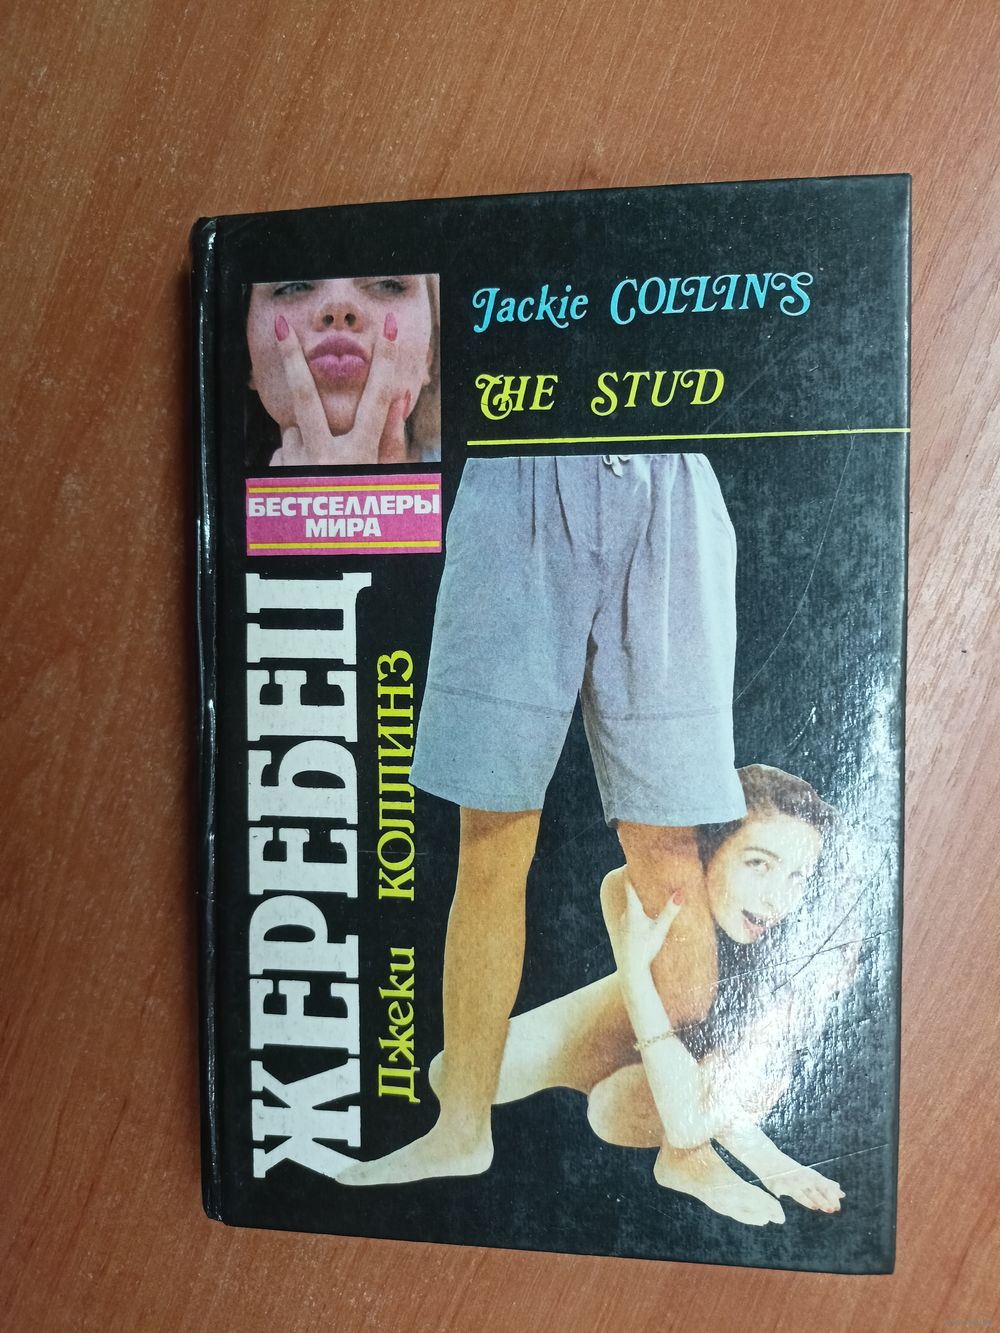 Jackie COLLINS
THE STUD
БЕСТСЕЛЛЕРЫ
МИРА
ЖЕРЕБЕЦ
Джеки КОЛЛИНЗ